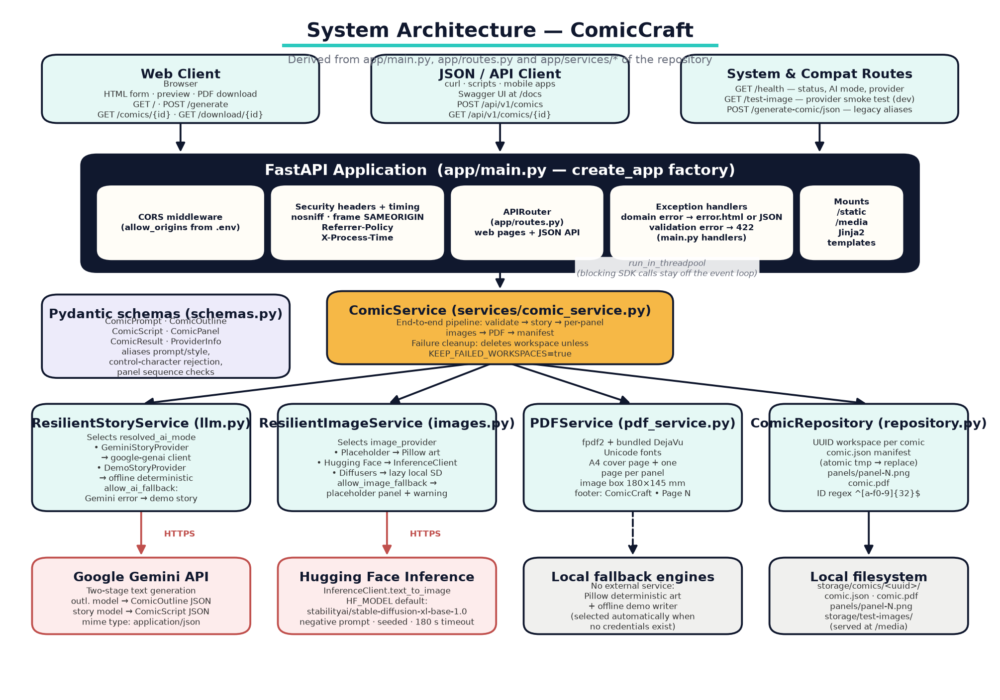 System Architecture — ComicCraft
Derived from app/main.py, app/routes.py and app/services/* of the repository
Web Client
Browser
HTML form · preview · PDF download
GET / · POST /generate
GET /comics/{id} · GET /download/{id}
JSON / API Client
curl · scripts · mobile apps
Swagger UI at /docs
POST /api/v1/comics
GET /api/v1/comics/{id}
System & Compat Routes
GET /health — status, AI mode, provider
GET /test-image — provider smoke test (dev)
POST /generate-comic/json — legacy aliases
FastAPI Application (app/main.py — create_app factory)
CORS middleware
(allow_origins from .env)
Security headers + timing
nosniff · frame SAMEORIGIN
Referrer-Policy
X-Process-Time
APIRouter
(app/routes.py)
web pages + JSON API
Exception handlers
domain error → error.html or JSON
validation error → 422
(main.py handlers)
Mounts
/static
/media
Jinja2
templates
run_in_threadpool
(blocking SDK calls stay off the event loop)
Pydantic schemas (schemas.py)
ComicPrompt · ComicOutline
ComicScript · ComicPanel
ComicResult · ProviderInfo
aliases prompt/style,
control-character rejection,
panel sequence checks
ComicService (services/comic_service.py)
End-to-end pipeline: validate → story → per-panel
images → PDF → manifest
Failure cleanup: deletes workspace unless
KEEP_FAILED_WORKSPACES=true
ResilientStoryService (llm.py)
Selects resolved_ai_mode
• GeminiStoryProvider
→ google-genai client
• DemoStoryProvider
→ offline deterministic
allow_ai_fallback:
Gemini error → demo story
ResilientImageService (images.py)
Selects image_provider
• Placeholder → Pillow art
• Hugging Face → InferenceClient
• Diffusers → lazy local SD
allow_image_fallback →
placeholder panel + warning
PDFService (pdf_service.py)
fpdf2 + bundled DejaVu
Unicode fonts
A4 cover page + one
page per panel
image box 180×145 mm
footer: ComicCraft • Page N
ComicRepository (repository.py)
UUID workspace per comic
comic.json manifest
(atomic tmp → replace)
panels/panel-N.png
comic.pdf
ID regex ^[a-f0-9]{32}$
HTTPS
HTTPS
Google Gemini API
Two-stage text generation
outl. model → ComicOutline JSON
story model → ComicScript JSON
mime type: application/json
Hugging Face Inference
InferenceClient.text_to_image
HF_MODEL default:
stabilityai/stable-diffusion-xl-base-1.0
negative prompt · seeded · 180 s timeout
Local fallback engines
No external service:
Pillow deterministic art
+ offline demo writer
(selected automatically when
no credentials exist)
Local filesystem
storage/comics/<uuid>/
comic.json · comic.pdf
panels/panel-N.png
storage/test-images/
(served at /media)